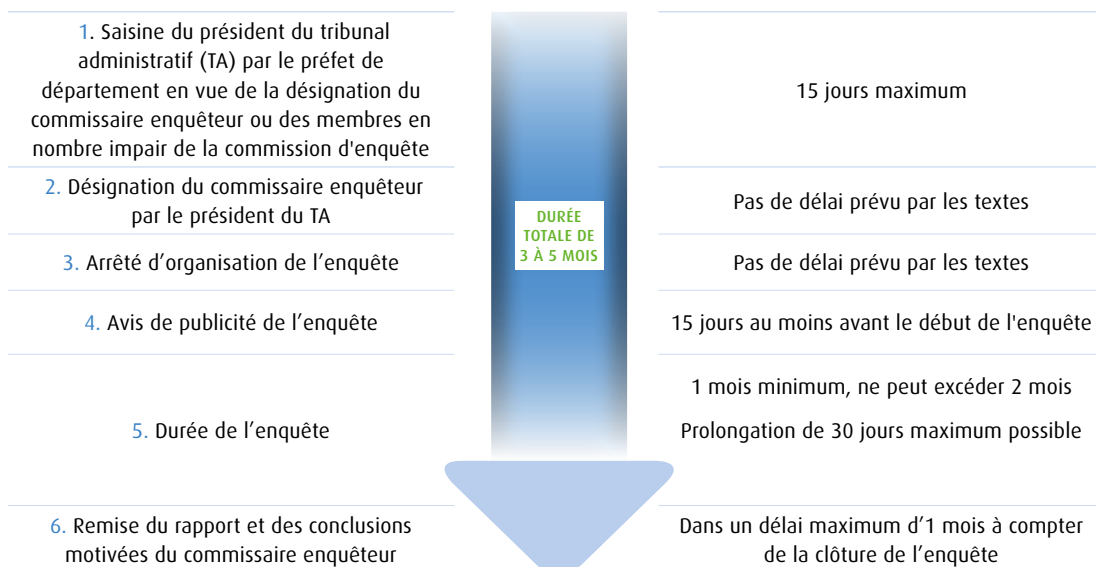 1. Saisine du président du tribunal
administratif (TA) par le préfet de
département en vue de la désignation du
commissaire enquêteur ou des membres en
nombre impair de la commission d'enquête
15 jours maximum
2. Désignation du commissaire enquêteur
par le président du TA
Pas de délai prévu par les textes
DURÉE
TOTALE DE
3 À 5 MOIS
3. Arrêté d’organisation de l’enquête
Pas de délai prévu par les textes
4. Avis de publicité de l’enquête
15 jours au moins avant le début de l'enquête
5. Durée de l’enquête
1 mois minimum, ne peut excéder 2 mois
Prolongation de 30 jours maximum possible
6. Remise du rapport et des conclusions
motivées du commissaire enquêteur
Dans un délai maximum d’1 mois à compter
de la clôture de l’enquête